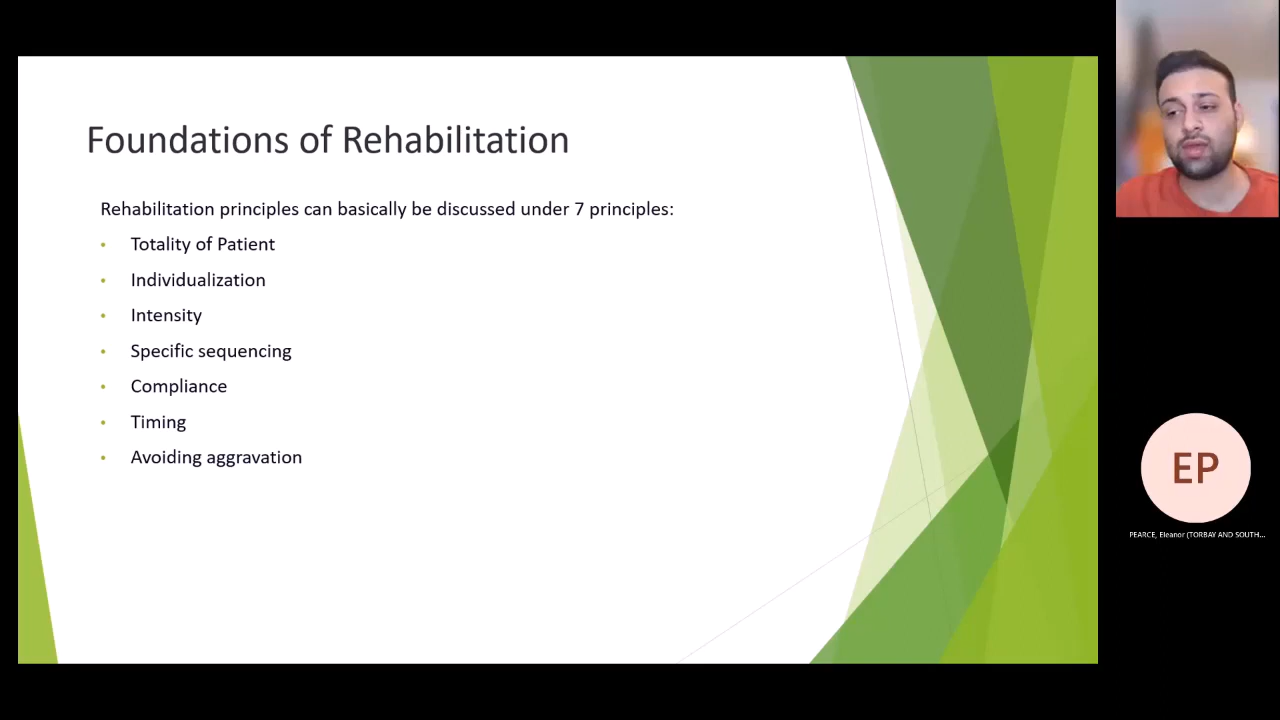 Foundations of Rehabilitation
Rehabilitation principles can basically be discussed under 7 principles:
• Totality of Patient
• Individualization
• Intensity
• Specific sequencing
• Compliance
• Timing
• Avoiding aggravation
EP
PEARCE, Eleanor (TORBAY AND SOUTH...